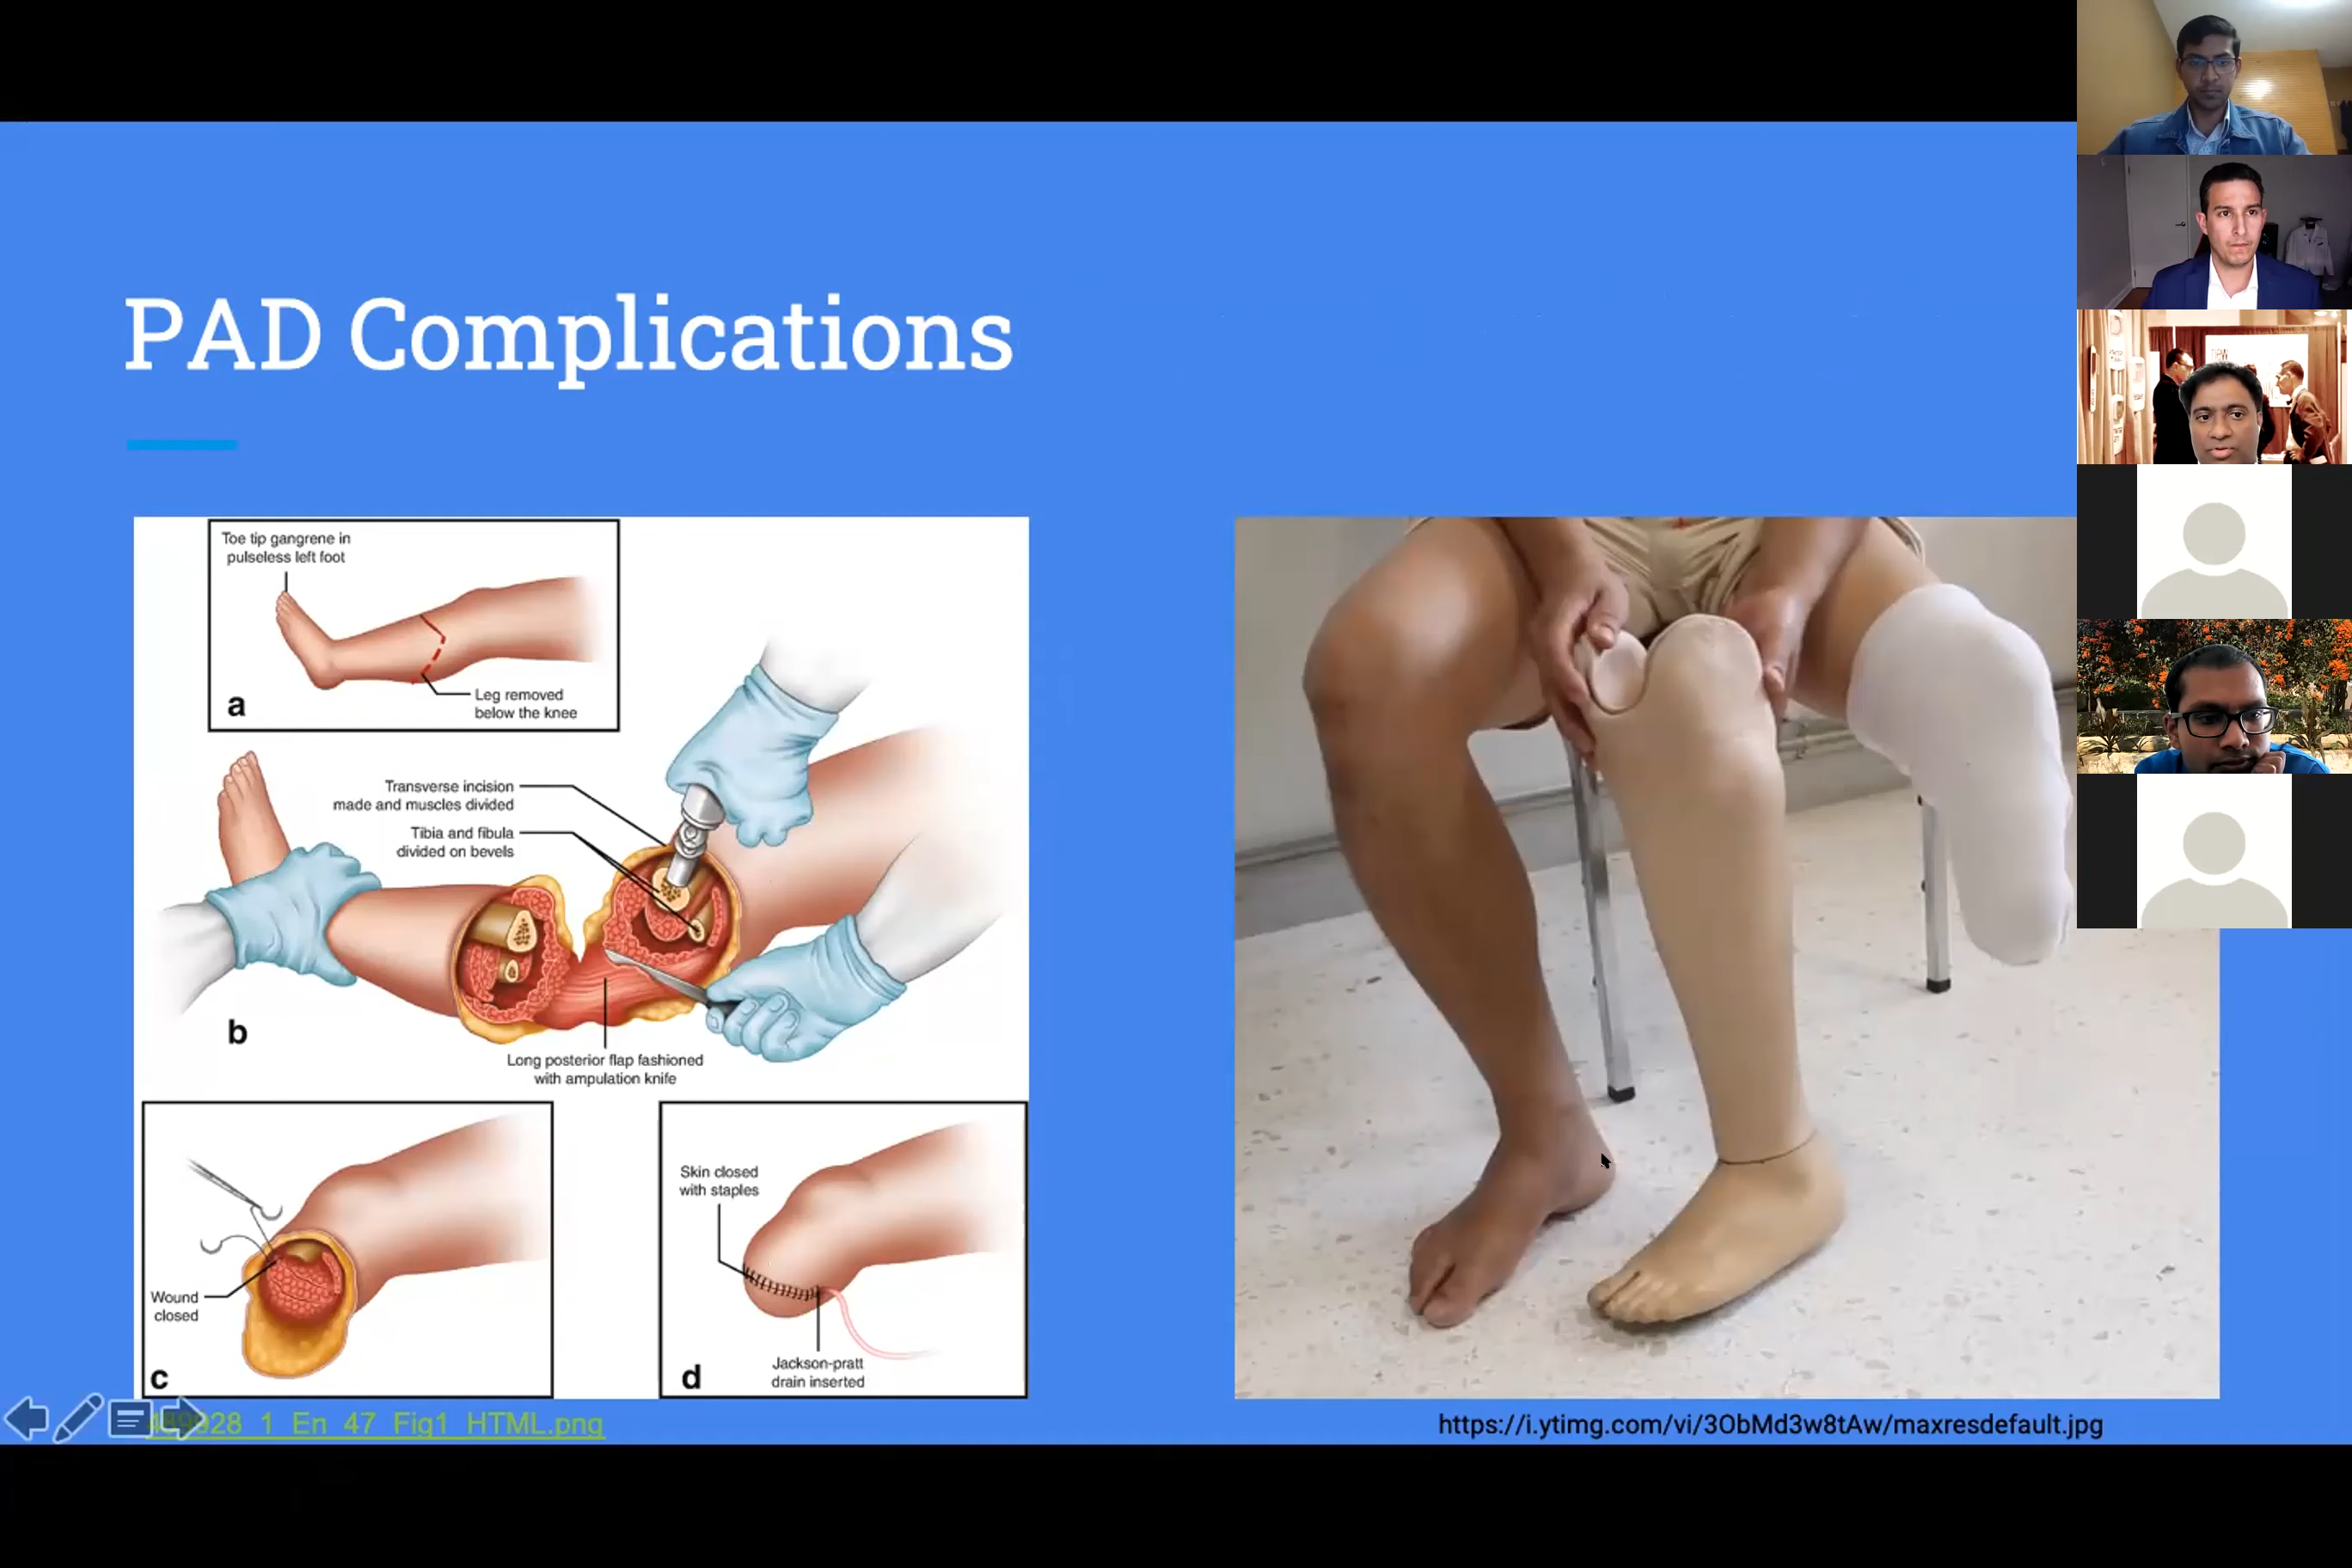 PAD Complications
Toe tip gangrene in
pulseless left foot
Leg removed
below the knee
a
Transverse incision
made and muscles divided
Tibia and fibula
divided on bevels
b
Long posterior flap fashioned
with ampulation knife
Wound
closed
c
Skin closed
with staples
Jackson-pratt
drain inserted
d
489928_1_En_47_Fig1_HTML.png
https://i.ytimg.com/vi/3ObMd3w8tAw/maxresdefault.jpg